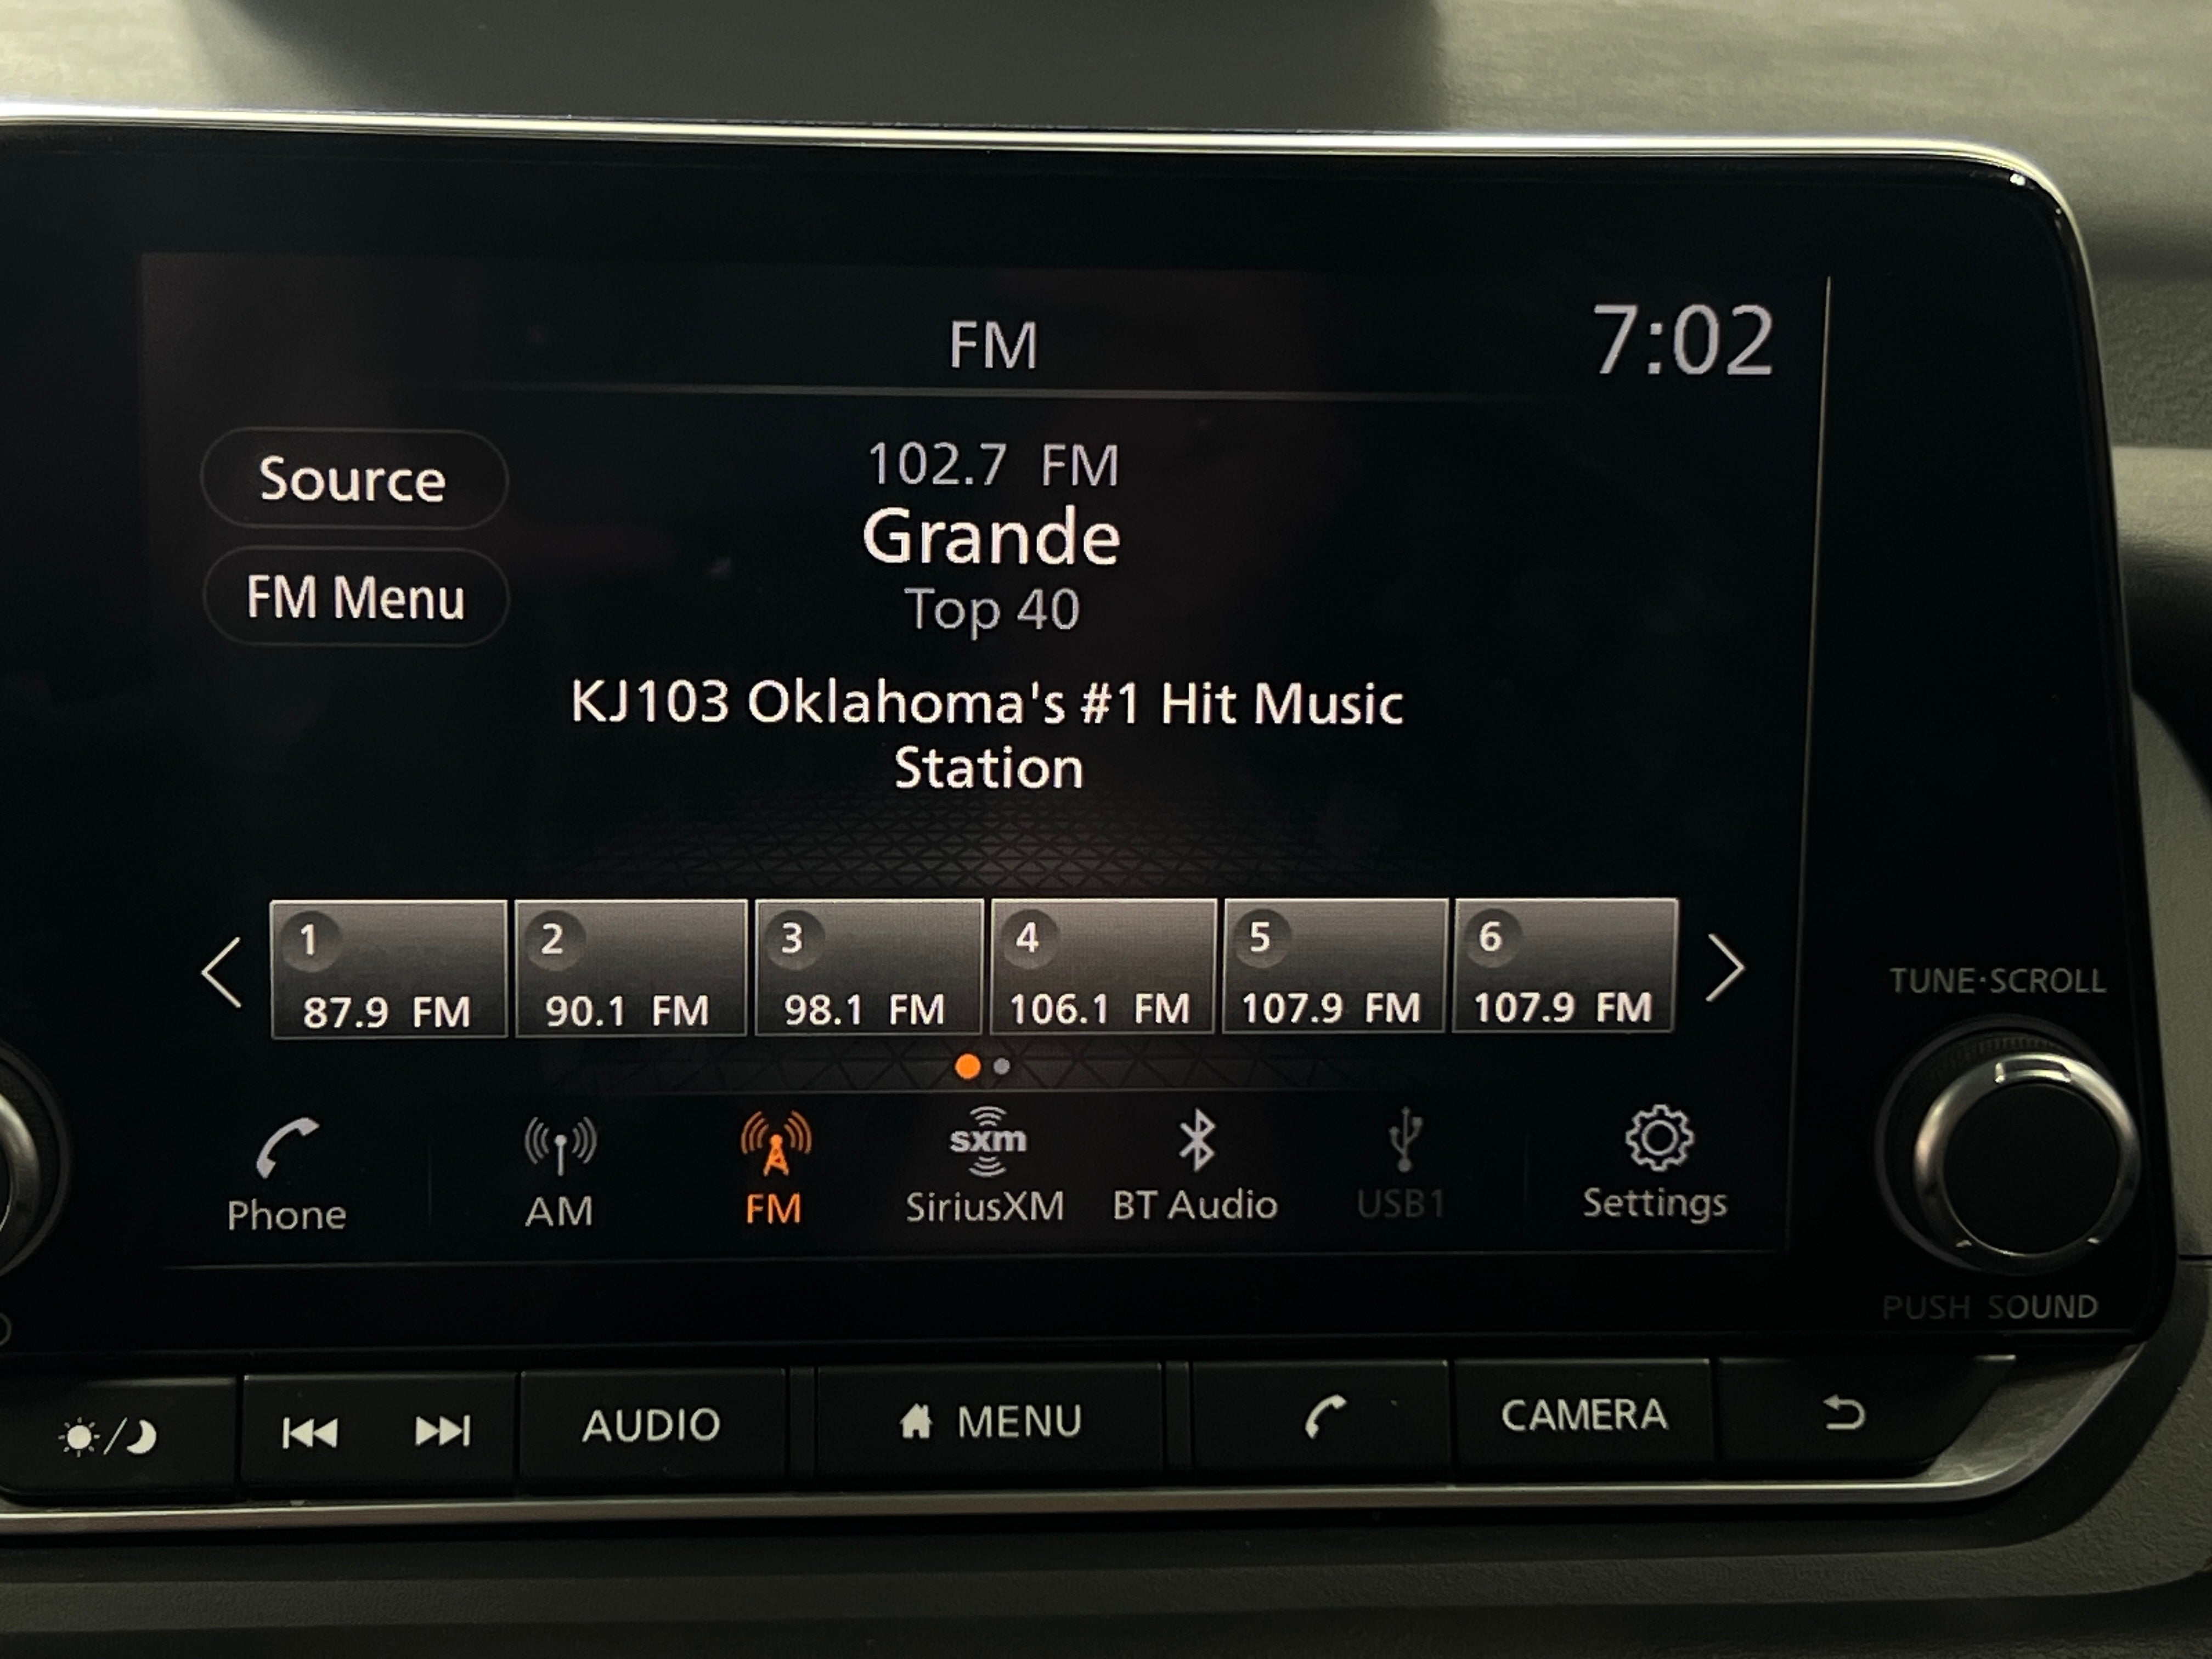 FM
7:02
Source
102.7 FM
Grande
FM Menu
Top 40
KJ103 Oklahoma's #1 Hit Music
Station
1
87.9 FM
2
90.1 FM
3
98.1 FM
4
106.1 FM
5
107.9 FM
6
107.9 FM
TUNE·SCROLL
Phone
AM
FM
sxm
SiriusXM
BT Audio
USB1
Settings
PUSH SOUND
AUDIO
MENU
CAMERA